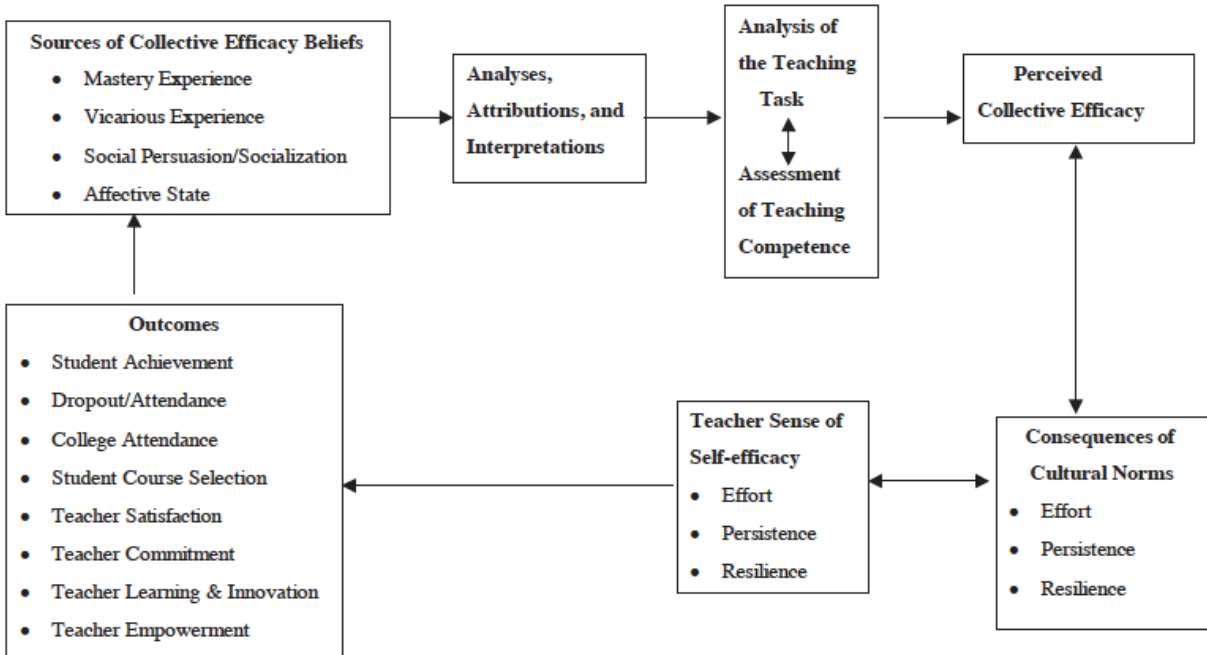 Sources of Collective Efficacy Beliefs
• Mastery Experience
• Vicarious Experience
• Social Persuasion/Socialization
• Affective State
Analyses,
Attributions, and
Interpretations
Analysis of
the Teaching
Task
Assessment
of Teaching
Competence
Perceived
Collective Efficacy
Outcomes
• Student Achievement
• Dropout/Attendance
• College Attendance
• Student Course Selection
• Teacher Satisfaction
• Teacher Commitment
• Teacher Learning & Innovation
• Teacher Empowerment
Teacher Sense of
Self-efficacy
• Effort
• Persistence
• Resilience
Consequences of
Cultural Norms
• Effort
• Persistence
• Resilience